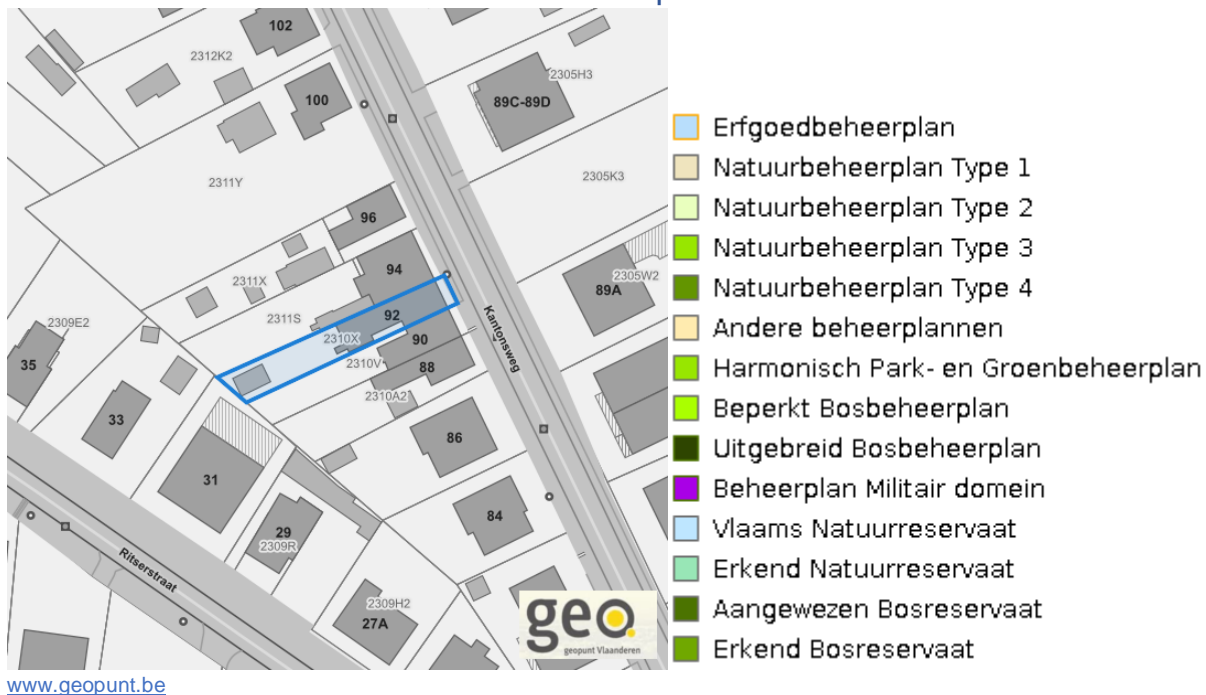 102
2312K2
2305H3
100
89C-89D
2311Y
2305K3
96
94
2311X
2305W2
89A
2311S
92
Kantonsweg
2309E2
2310X
90
35
2310V
88
2310A2
33
86
31
84
29
2309R
Ritserstraat
2309H2
27A
geo
geopunt Vlaanderen
Erfgoedbeheerplan
Natuurbeheerplan Type 1
Natuurbeheerplan Type 2
Natuurbeheerplan Type 3
Natuurbeheerplan Type 4
Andere beheerplannen
Harmonisch Park- en Groenbeheerplan
Beperkt Bosbeheerplan
Uitgebreid Bosbeheerplan
Beheerplan Militair domein
Vlaams Natuurreservaat
Erkend Natuurreservaat
Aangewezen Bosreservaat
Erkend Bosreservaat
www.geopunt.be